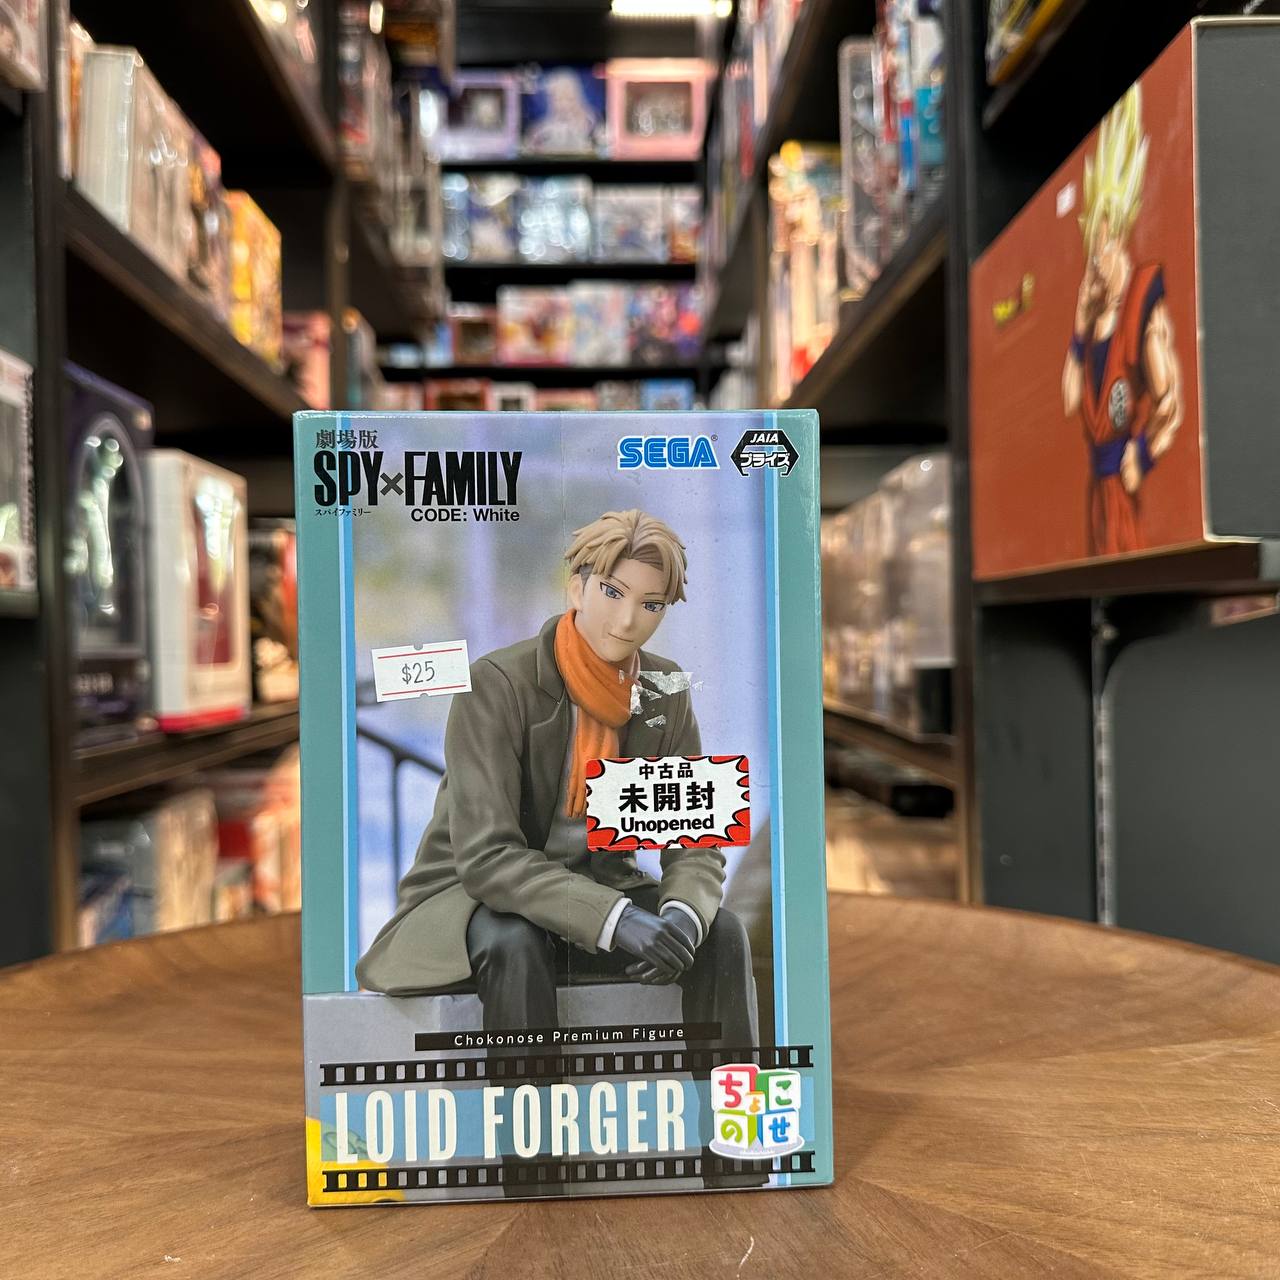 劇場版
SPY×FAMILY
スパイファミリー
CODE: White
SEGA®
JAIA
プライズ
$25
中古品
未開封
Unopened
Chokonose Premium Figure
LOID FORGER
ちょこ
のせ